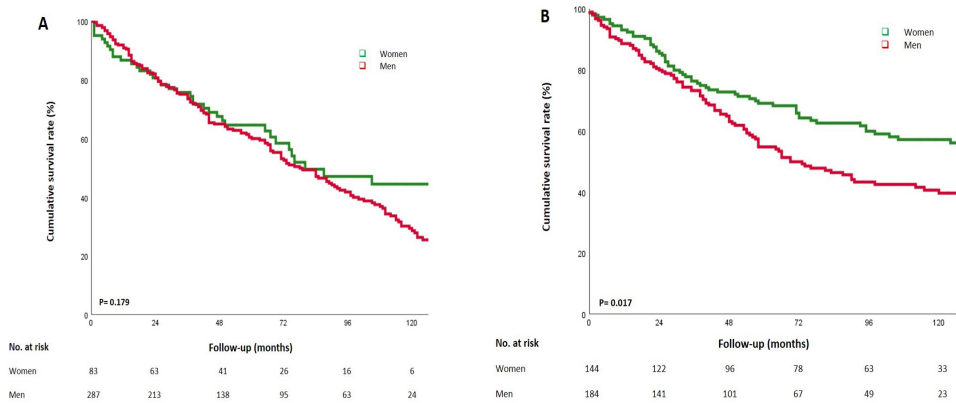 A
Cumulative survival rate (%)
100
80
60
40
20
0
Women
Men
P= 0.179
0 24 48 72 96 120
Follow-up (months)
No. at risk
Women 83 63 41 26 16 6
Men 287 213 138 95 63 24
B
Cumulative survival rate (%)
100
80
60
40
20
0
Women
Men
P= 0.017
0 24 48 72 96 120
Follow-up (months)
No. at risk
Women 144 122 96 78 63 33
Men 184 141 101 67 49 23